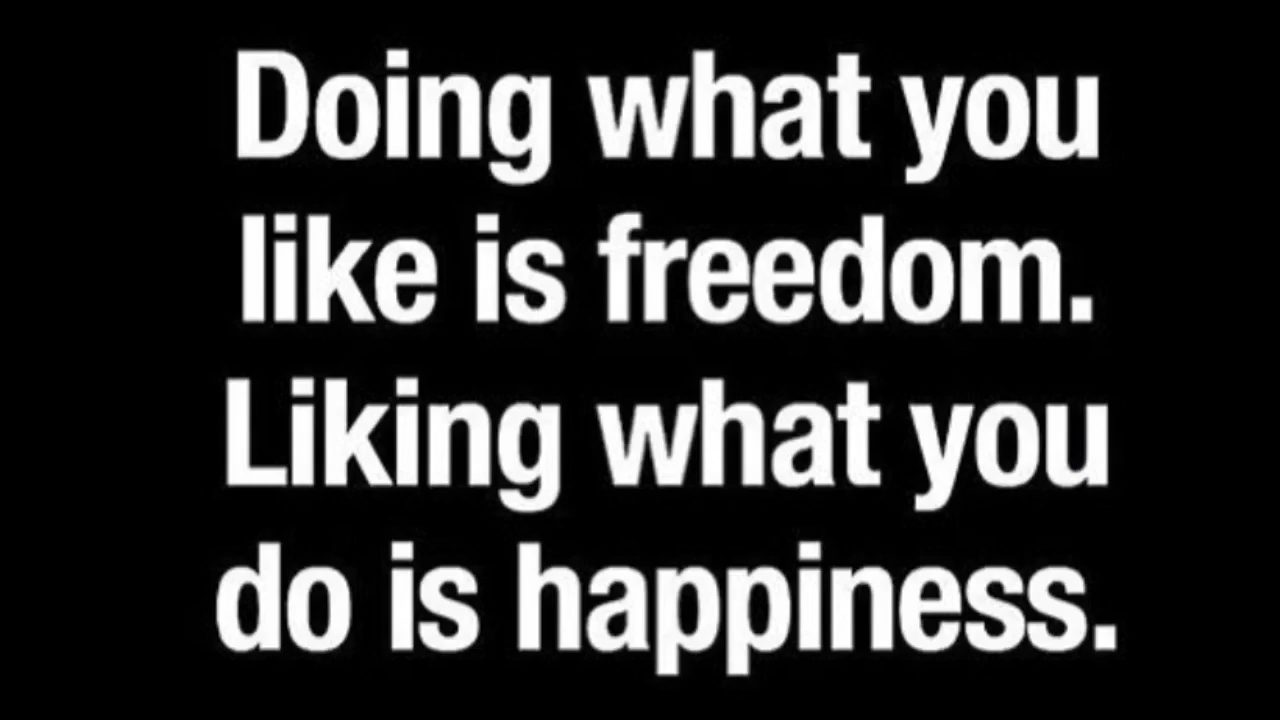 Doing what you
like is freedom.
Liking what you
do is happiness.